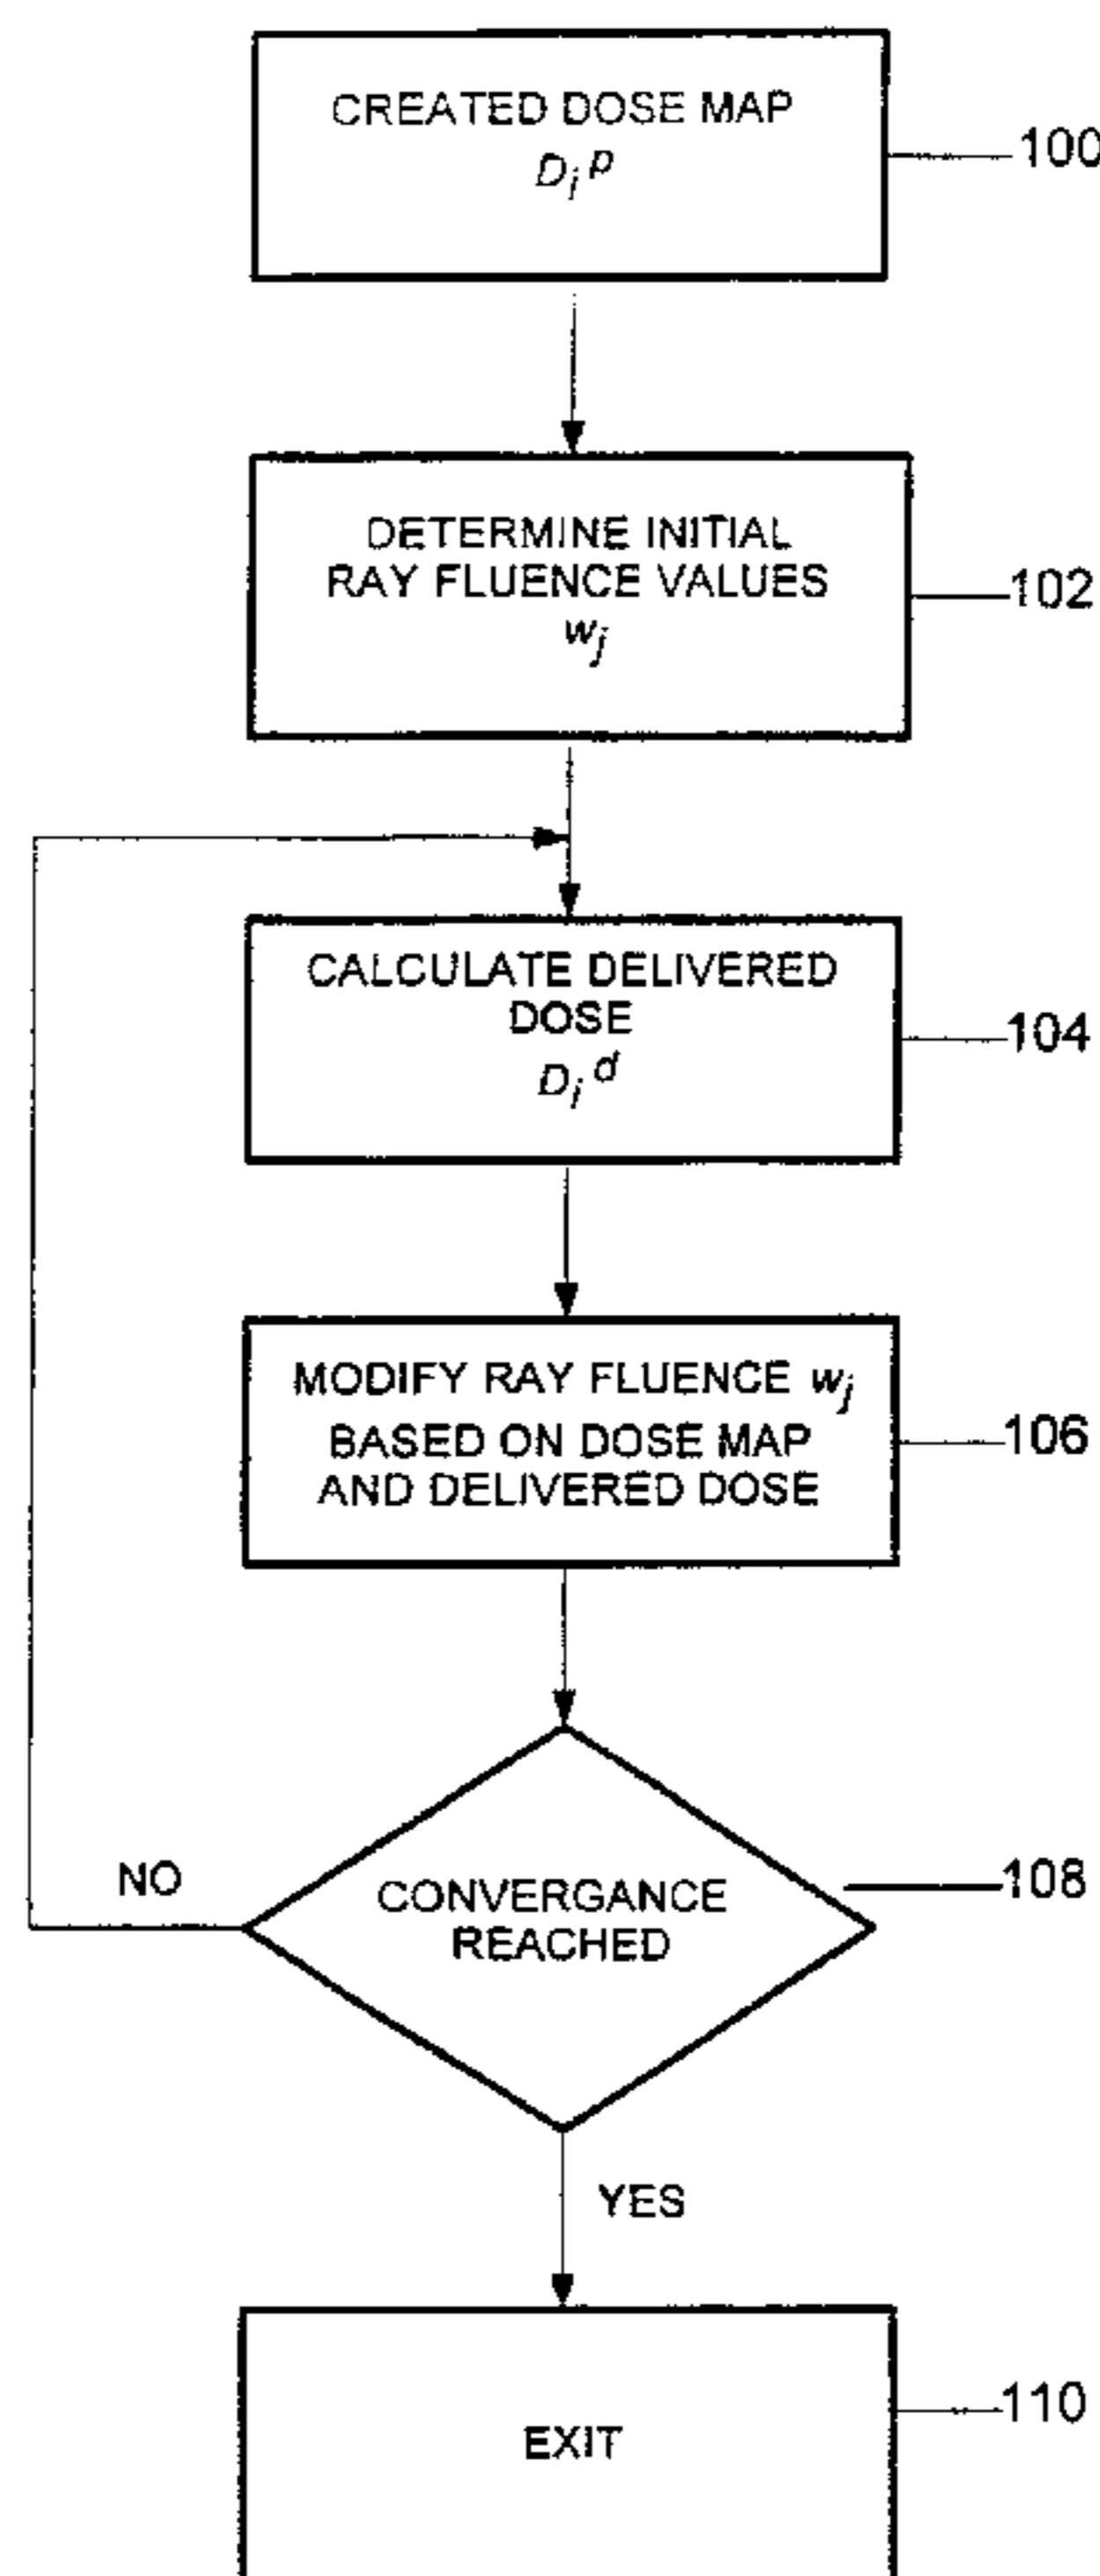 CREATED DOSE MAP
D_i^p
100
DETERMINE INITIAL
RAY FLUENCE VALUES
w_j
102
CALCULATE DELIVERED
DOSE
D_i^d
104
MODIFY RAY FLUENCE w_j
BASED ON DOSE MAP
AND DELIVERED DOSE
106
CONVERGANCE
REACHED
108
NO
YES
EXIT
110